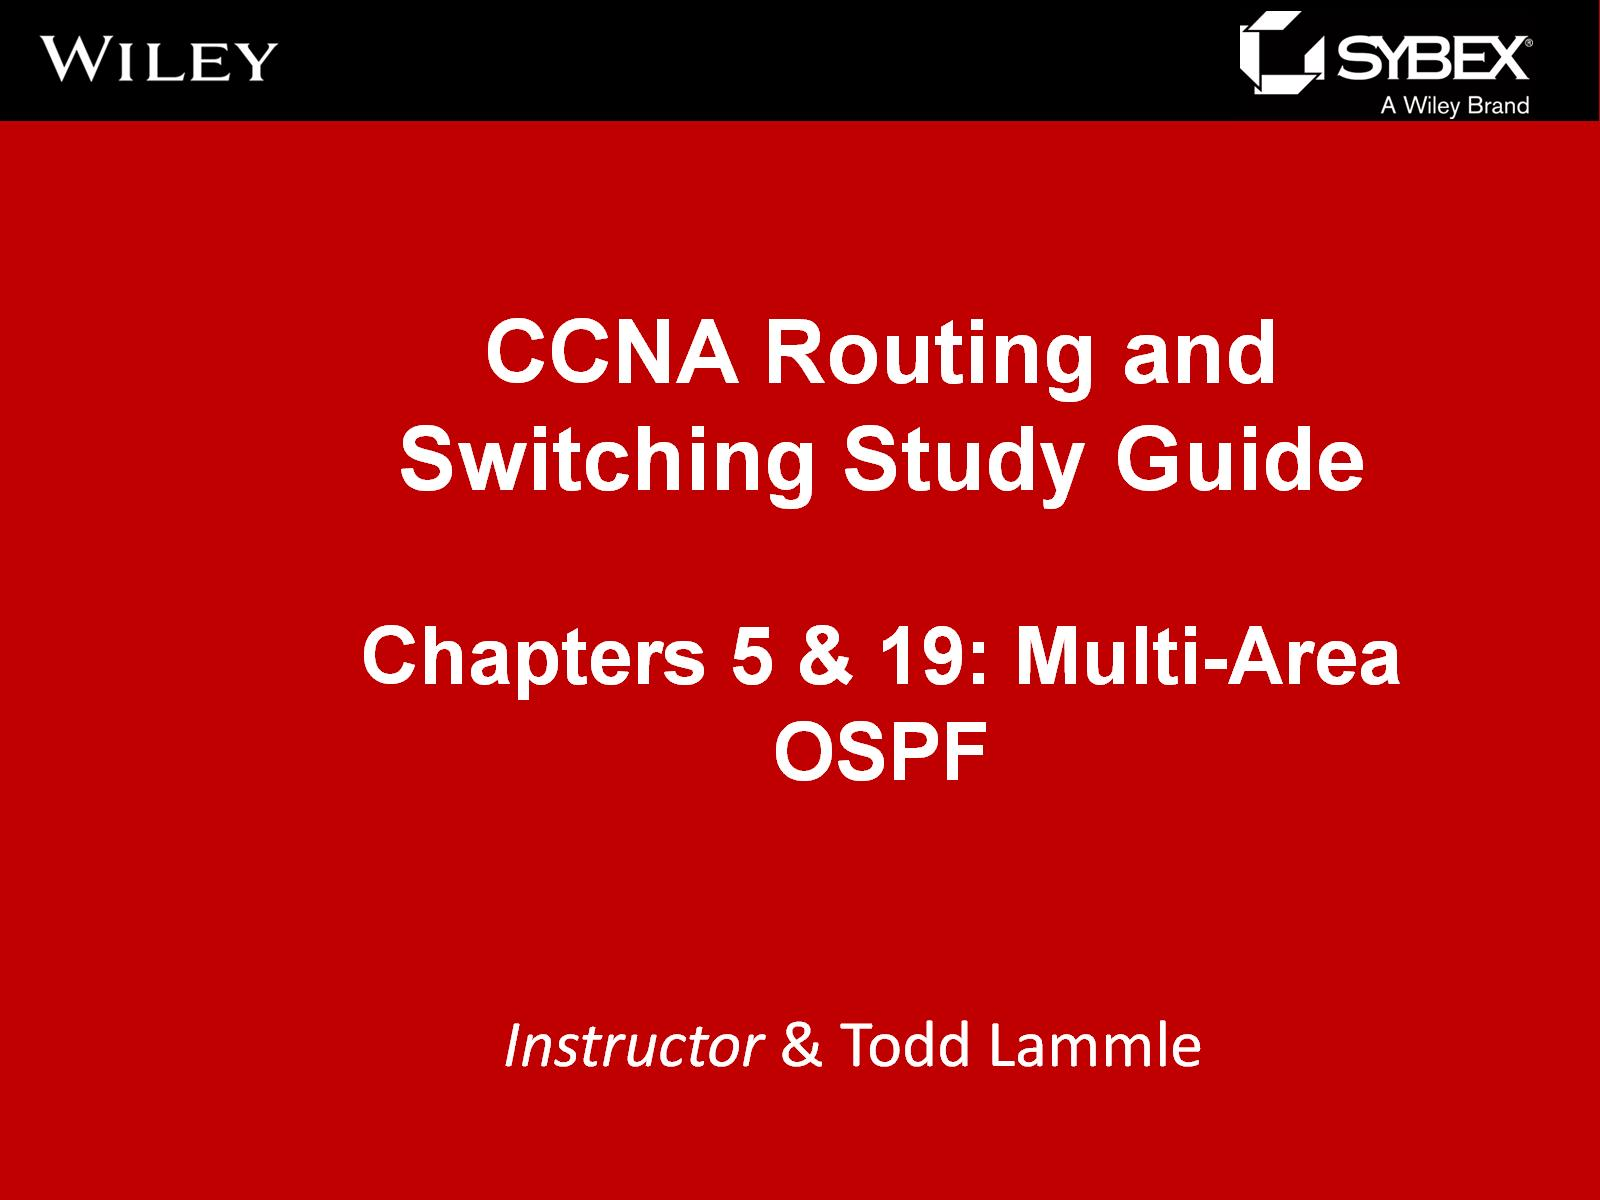 WILEY
SYBEX®
A Wiley Brand
CCNA Routing and
Switching Study Guide
Chapters 5 & 19: Multi-Area
OSPF
Instructor & Todd Lammle